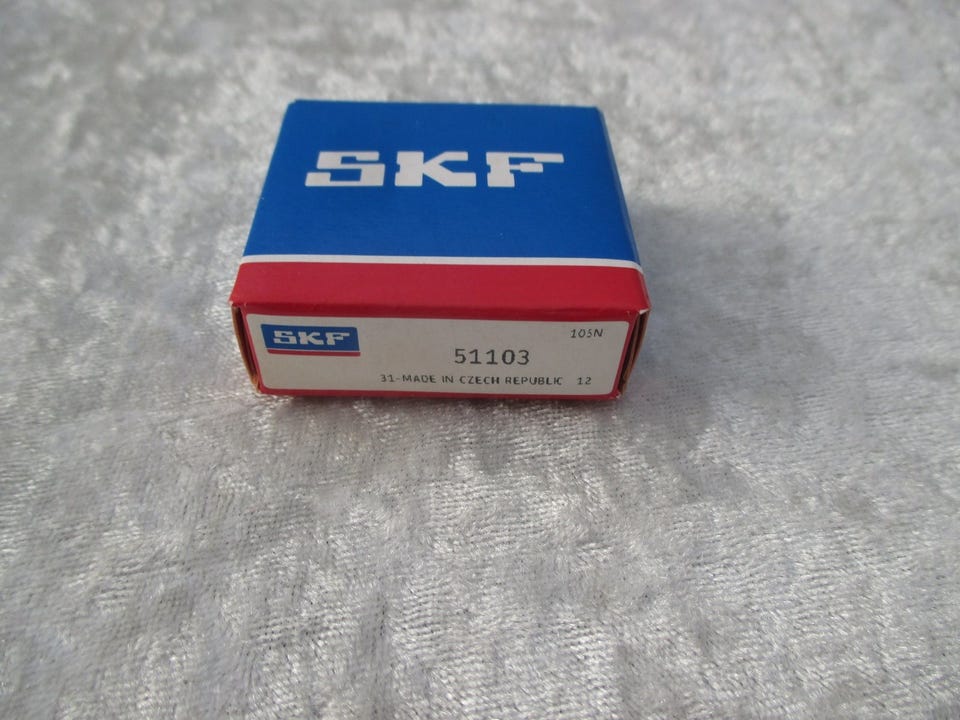 SKF
SKF
105N
51103
31-MADE IN CZECH REPUBLIC 12